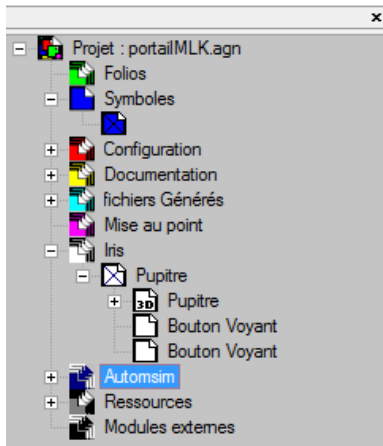 Projet : portailMLK.agn
Folios
Symboles
Configuration
Documentation
fichiers Générés
Mise au point
Iris
Pupitre
3D Pupitre
Bouton Voyant
Bouton Voyant
Automsim
Ressources
Modules externes